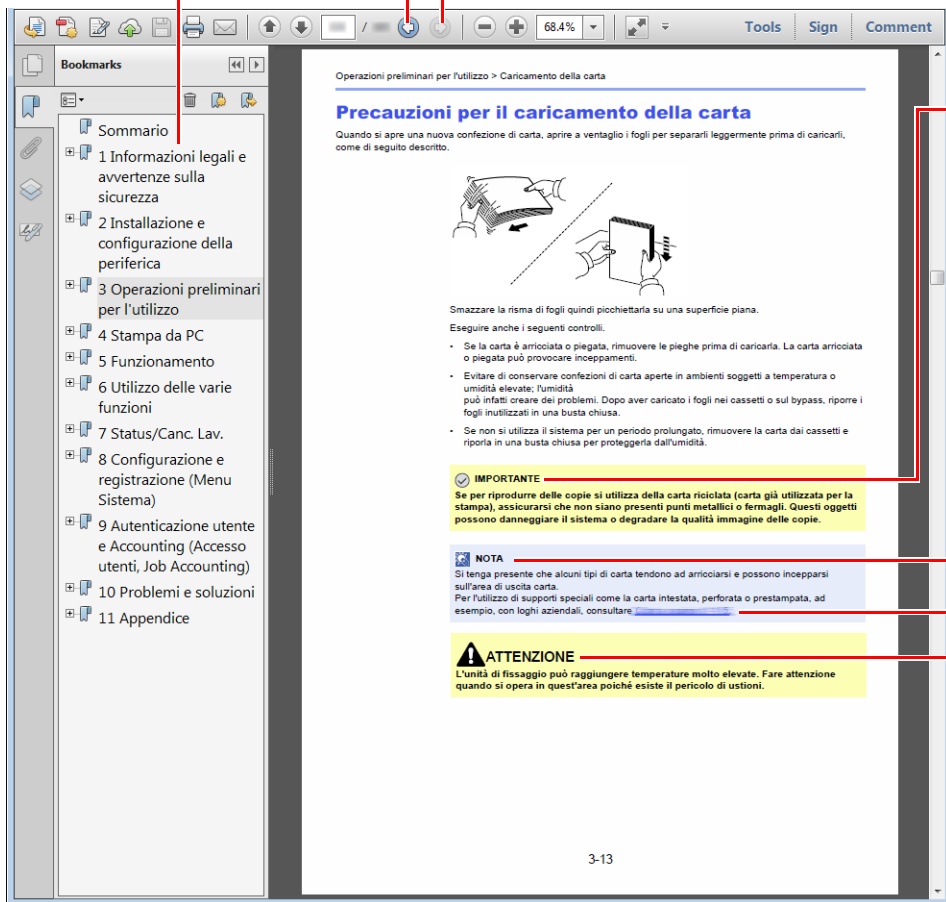 68.4%
Tools
Sign
Comment
Bookmarks
Sommario
1 Informazioni legali e
avvertenze sulla
sicurezza
2 Installazione e
configurazione della
periferica
3 Operazioni preliminari
per l'utilizzo
4 Stampa da PC
5 Funzionamento
6 Utilizzo delle varie
funzioni
7 Status/Canc. Lav.
8 Configurazione e
registrazione (Menu
Sistema)
9 Autenticazione utente
e Accounting (Accesso
utenti, Job Accounting)
10 Problemi e soluzioni
11 Appendice
Operazioni preliminari per l'utilizzo > Caricamento della carta
Precauzioni per il caricamento della carta
Quando si apre una nuova confezione di carta, aprire a ventaglio i fogli per separarli leggermente prima di caricarli,
come di seguito descritto.
Smazzare la risma di fogli quindi picchiettarla su una superficie piana.
Eseguire anche i seguenti controlli.
• Se la carta è arricciata o piegata, rimuovere le pieghe prima di caricarla. La carta arricciata
o piegata può provocare inceppamenti.
• Evitare di conservare confezioni di carta aperte in ambienti soggetti a temperatura o
umidità elevate; l'umidità
può infatti creare dei problemi. Dopo aver caricato i fogli nei cassetti o sul bypass, riporre i
fogli inutilizzati in una busta chiusa.
• Se non si utilizza il sistema per un periodo prolungato, rimuovere la carta dai cassetti e
riporla in una busta chiusa per proteggerla dall'umidità.
IMPORTANTE
Se per riprodurre delle copie si utilizza della carta riciclata (carta già utilizzata per la
stampa), assicurarsi che non siano presenti punti metallici o fermagli. Questi oggetti
possono danneggiare il sistema o degradare la qualità immagine delle copie.
NOTA
Si tenga presente che alcuni tipi di carta tendono ad arricciarsi e possono incepparsi
sull'area di uscita carta.
Per l'utilizzo di supporti speciali come la carta intestata, perforata o prestampata, ad
esempio, con loghi aziendali, consultare
ATTENZIONE
L'unità di fissaggio può raggiungere temperature molto elevate. Fare attenzione
quando si opera in quest'area poiché esiste il pericolo di ustioni.
3-13